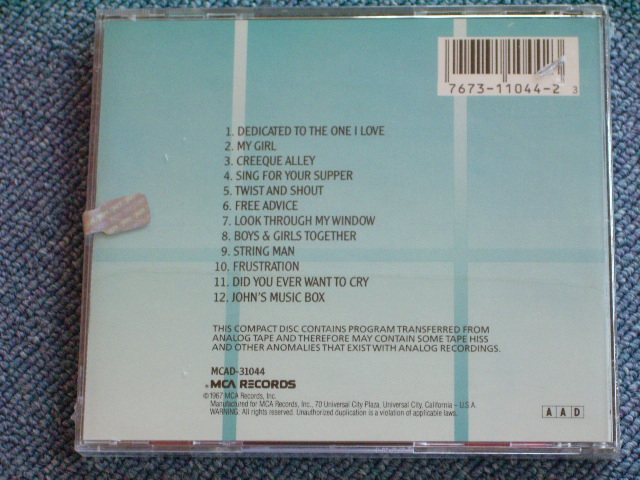 7673-11044-2 3
1. DEDICATED TO THE ONE I LOVE
2. MY GIRL
3. CREEQUE ALLEY
4. SING FOR YOUR SUPPER
5. TWIST AND SHOUT
6. FREE ADVICE
7. LOOK THROUGH MY WINDOW
8. BOYS & GIRLS TOGETHER
9. STRING MAN
10. FRUSTRATION
11. DID YOU EVER WANT TO CRY
12. JOHN'S MUSIC BOX
THIS COMPACT DISC CONTAINS PROGRAM TRANSFERRED FROM
ANALOG TAPE AND THEREFORE MAY CONTAIN SOME TAPE HISS
AND OTHER ANOMALIES THAT EXIST WITH ANALOG RECORDINGS.
MCAD-31044
MCA RECORDS
©1967 MCA Records, Inc.
Manufactured for MCA Records, Inc., 70 Universal City Plaza, Universal City, California – U.S.A.
WARNING: All rights reserved. Unauthorized duplication is a violation of applicable laws.
A A D